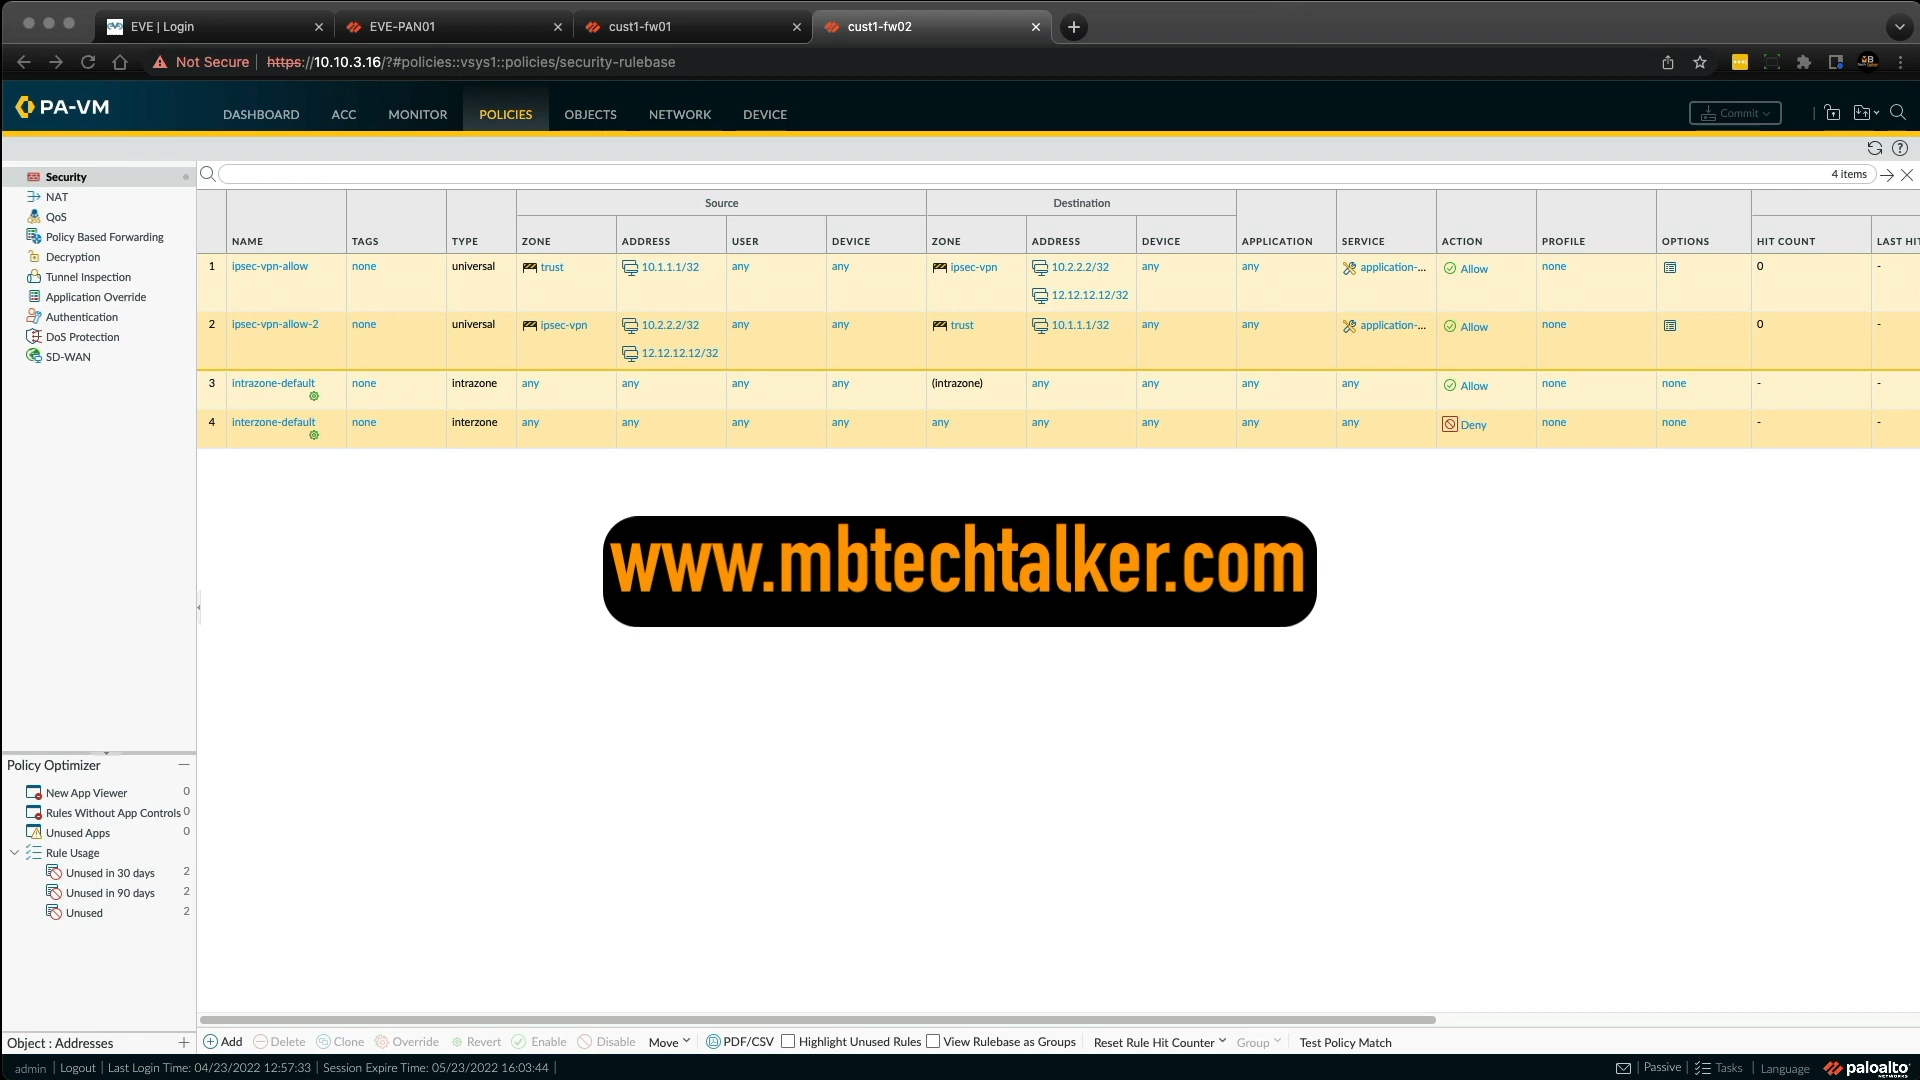 EVE | Login
EVE-PAN01
cust1-fw01
cust1-fw02
Not Secure
https://10.10.3.16/?#policies::vsys1::policies/security-rulebase
PA-VM
DASHBOARD ACC MONITOR POLICIES OBJECTS NETWORK DEVICE
Commit
Security
NAT
QoS
Policy Based Forwarding
Decryption
Tunnel Inspection
Application Override
Authentication
DoS Protection
SD-WAN
4 items
Source Destination
NAME TAGS TYPE ZONE ADDRESS USER DEVICE ZONE ADDRESS DEVICE APPLICATION SERVICE ACTION PROFILE OPTIONS HIT COUNT LAST HIT
1 ipsec-vpn-allow none universal trust 10.1.1.1/32 any any ipsec-vpn 10.2.2.2/32 any any application-... Allow none 0 -
12.12.12.12/32
2 ipsec-vpn-allow-2 none universal ipsec-vpn 10.2.2.2/32 any any trust 10.1.1.1/32 any any application-... Allow none 0 -
12.12.12.12/32
3 intrazone-default none intrazone any any any any (intrazone) any any any any Allow none none - -
4 interzone-default none interzone any any any any any any any any any Deny none none - -
www.mbtechtalker.com
Policy Optimizer
New App Viewer 0
Rules Without App Controls 0
Unused Apps 0
Rule Usage
Unused in 30 days 2
Unused in 90 days 2
Unused 2
Object : Addresses
Add Delete Clone Override Revert Enable Disable Move PDF/CSV Highlight Unused Rules View Rulebase as Groups Reset Rule Hit Counter Group Test Policy Match
admin | Logout | Last Login Time: 04/23/2022 12:57:33 | Session Expire Time: 05/23/2022 16:03:44 |
Passive | Tasks | Language
paloalto
NETWORKS